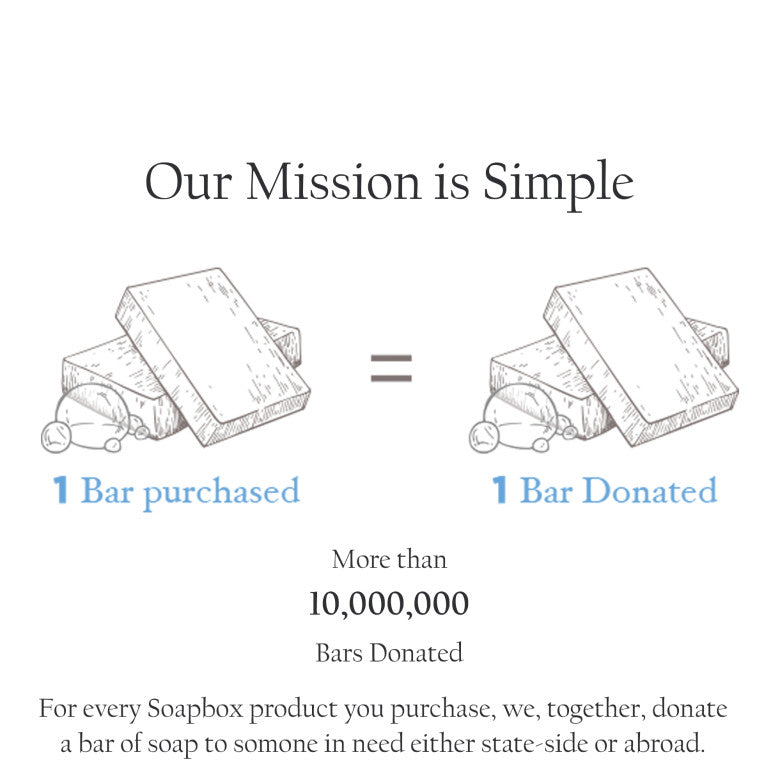 Our Mission is Simple
1 Bar purchased
=
1 Bar Donated
More than
10,000,000
Bars Donated
For every Soapbox product you purchase, we, together, donate
a bar of soap to somone in need either state-side or abroad.